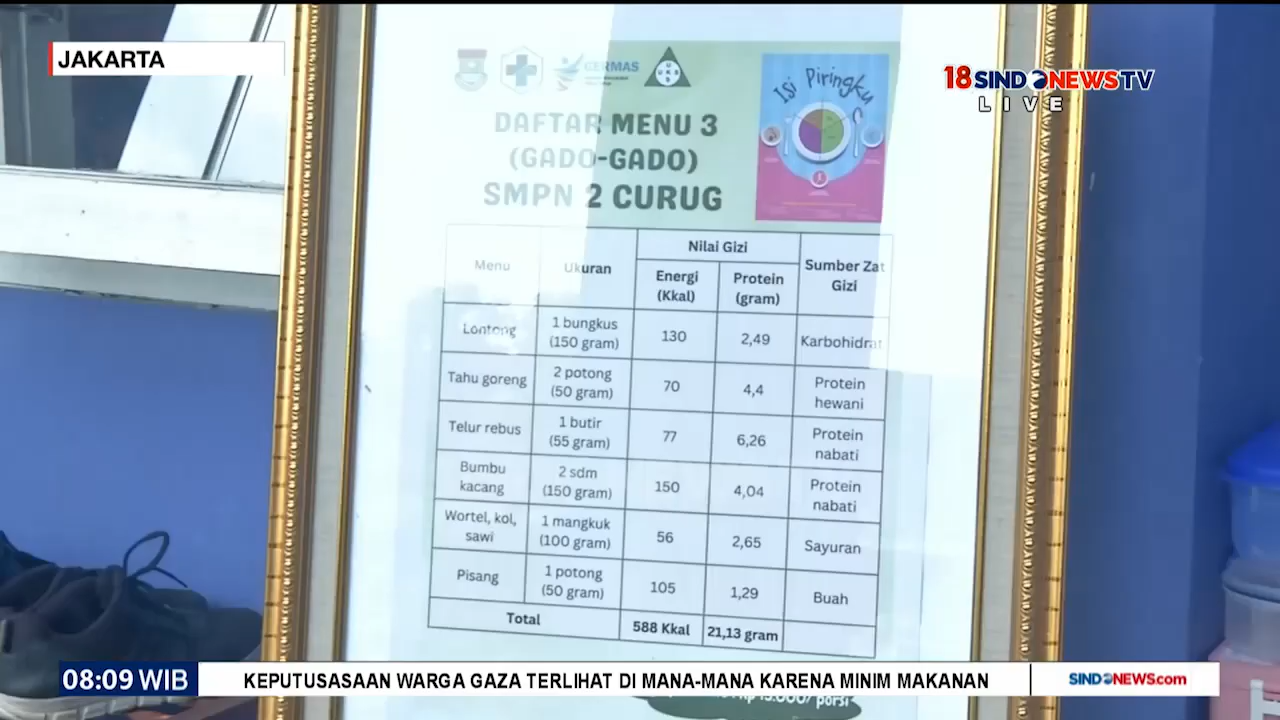 JAKARTA
18 SINDONEWSTV
LIVE
GERMAS
Isi Piringku
DAFTAR MENU 3
(GADO-GADO)
SMPN 2 CURUG
Menu Ukuran Nilai Gizi Sumber Zat Gizi
Energi (Kkal) Protein (gram)
Lontong 1 bungkus (150 gram) 130 2,49 Karbohidrat
Tahu goreng 2 potong (50 gram) 70 4,4 Protein hewani
Telur rebus 1 butir (55 gram) 77 6,26 Protein nabati
Bumbu kacang 2 sdm (150 gram) 150 4,04 Protein nabati
Wortel, kol, sawi 1 mangkuk (100 gram) 56 2,65 Sayuran
Pisang 1 potong (50 gram) 105 1,29 Buah
Total 588 Kkal 21,13 gram
/porsi
08:09 WIB KEPUTUSASAAN WARGA GAZA TERLIHAT DI MANA-MANA KARENA MINIM MAKANAN SINDONEWS.com